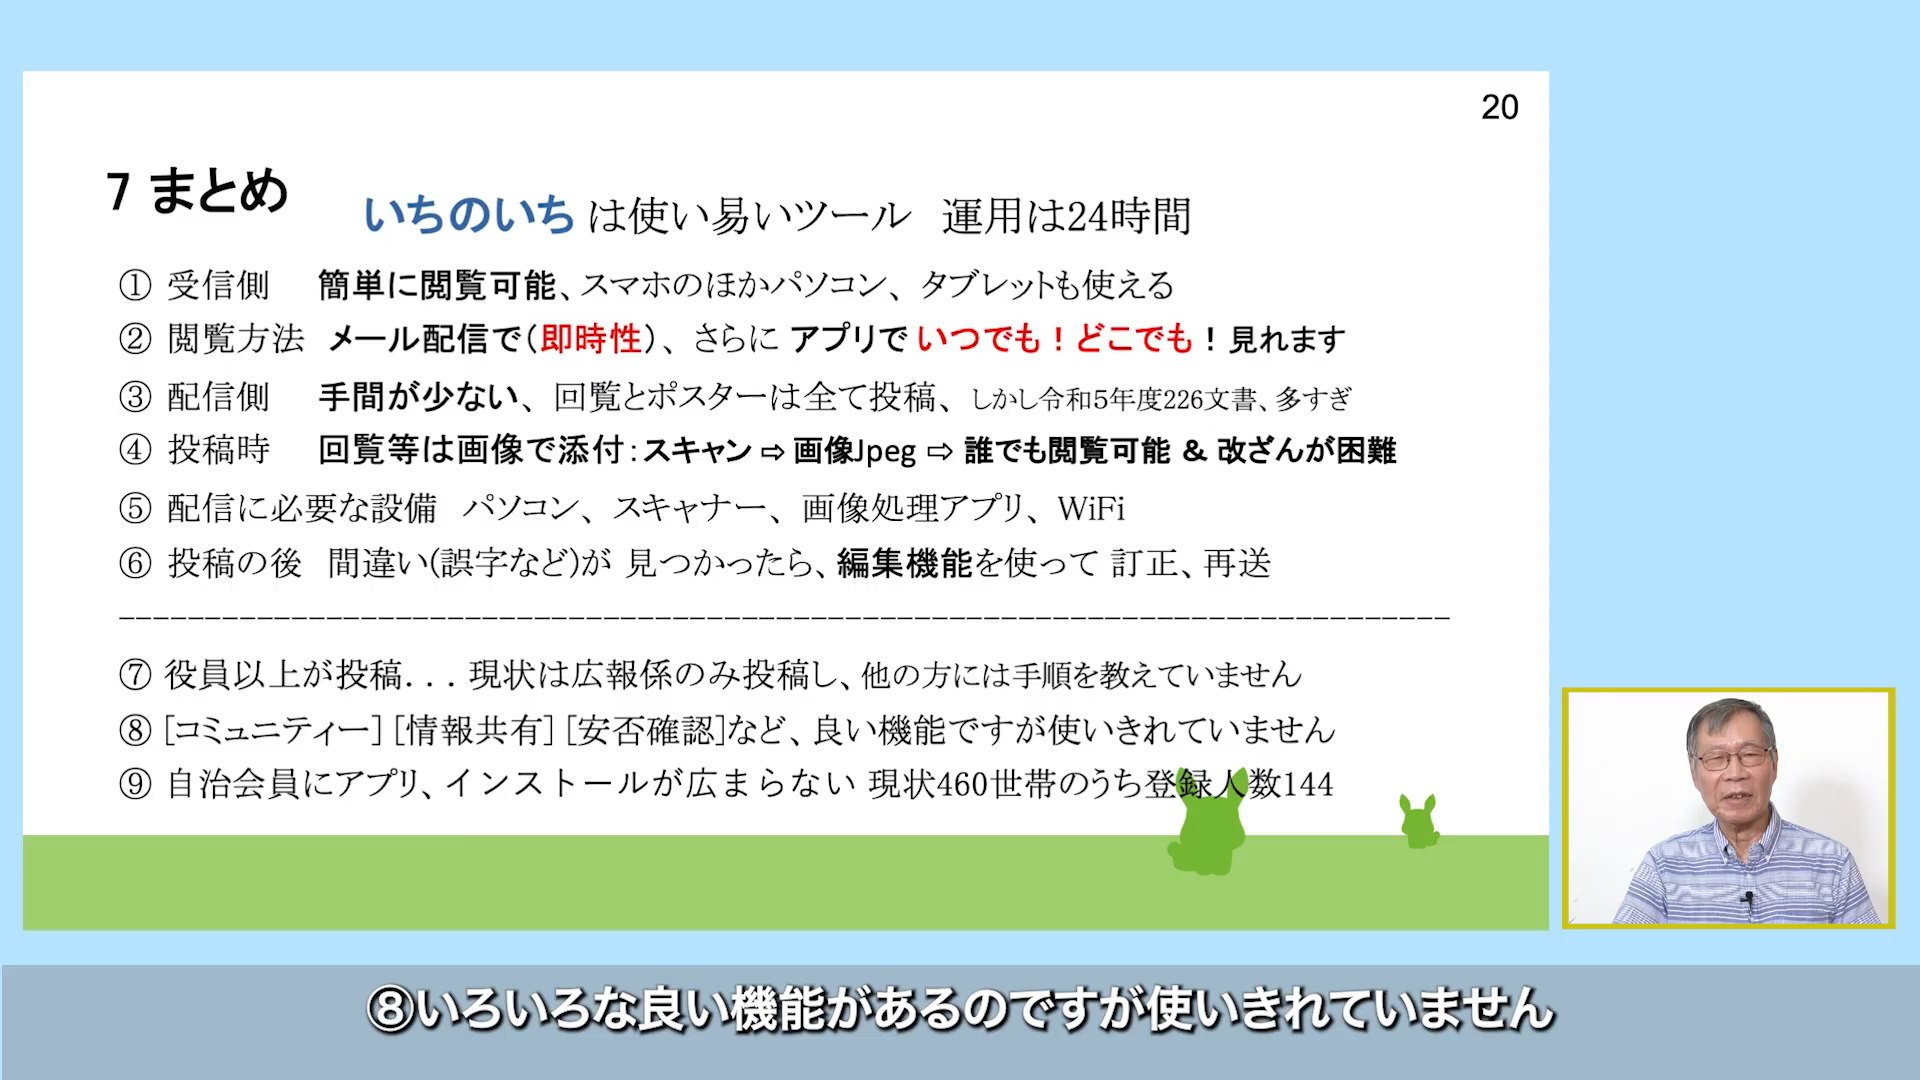 20
7 まとめ
いちのいち は使い易いツール 運用は24時間
① 受信側 簡単に閲覧可能、スマホのほかパソコン、タブレットも使える
② 閲覧方法 メール配信で(即時性)、さらに アプリで いつでも！どこでも！見れます
③ 配信側 手間が少ない、回覧とポスターは全て投稿、しかし令和5年度226文書、多すぎ
④ 投稿時 回覧等は画像で添付：スキャン ⇨ 画像Jpeg ⇨ 誰でも閲覧可能 & 改ざんが困難
⑤ 配信に必要な設備 パソコン、スキャナー、画像処理アプリ、WiFi
⑥ 投稿の後 間違い(誤字など)が 見つかったら、編集機能を使って 訂正、再送
⑦ 役員以上が投稿...現状は広報係のみ投稿し、他の方には手順を教えていません
⑧ [コミュニティー] [情報共有] [安否確認]など、良い機能ですが使いきれていません
⑨ 自治会員にアプリ、インストールが広まらない 現状460世帯のうち登録人数144
⑧いろいろな良い機能があるのですが使いきれていません